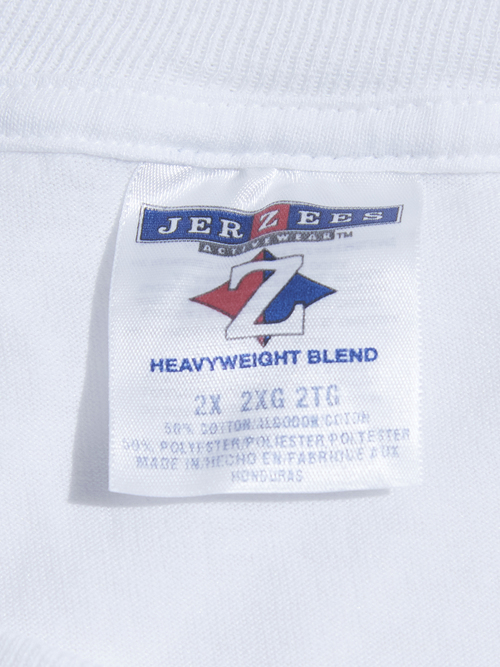 JERZEES
ACTIVEWEAR™
Z
HEAVYWEIGHT BLEND
2X 2XG 2TG
50% COTTON/ALGODON/COTON
50% POLYESTER/POLIESTER POLYESTER
MADE IN/HECHO EN/FABRIQUE AUX
HONDURAS